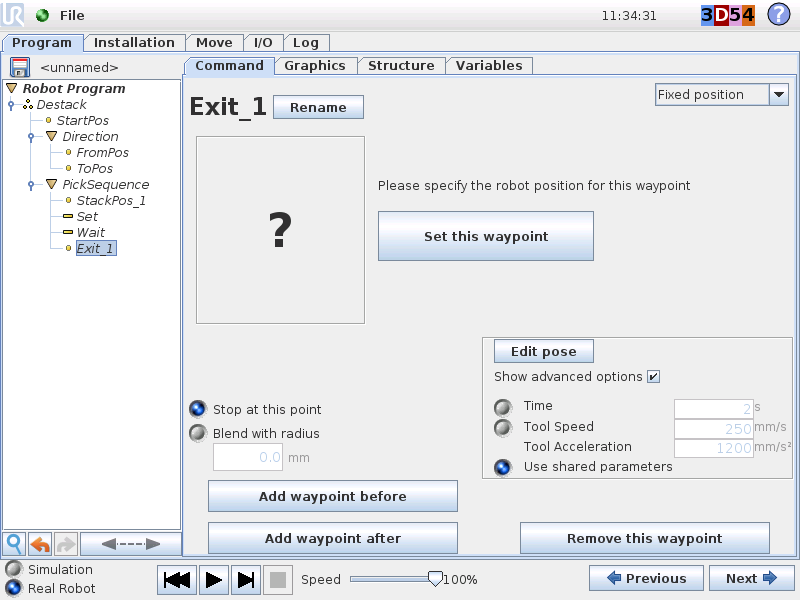 UR File 11:34:31 3D54 ?
Program Installation Move I/O Log
<unnamed>
Command Graphics Structure Variables
Robot Program
Destack
StartPos
Direction
FromPos
ToPos
PickSequence
StackPos_1
Set
Wait
Exit_1
Exit_1 Rename Fixed position
?
Please specify the robot position for this waypoint
Set this waypoint
Edit pose
Show advanced options
Time 2 s
Tool Speed 250 mm/s
Tool Acceleration 1200 mm/s²
Use shared parameters
Stop at this point
Blend with radius
0.0 mm
Add waypoint before
Add waypoint after Remove this waypoint
Simulation
Real Robot
Speed 100%
Previous Next